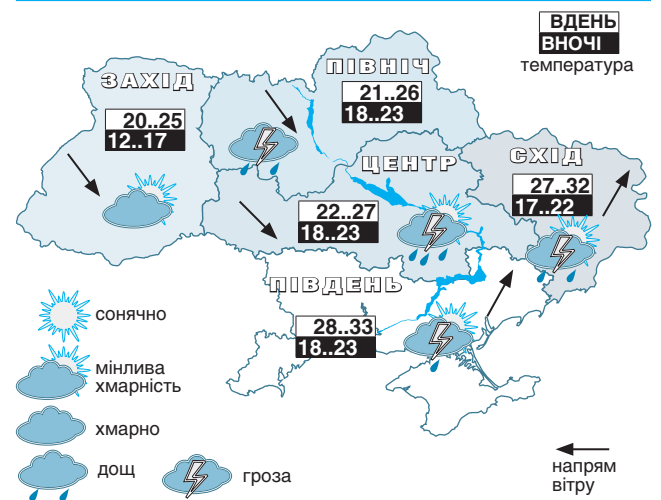 ВДЕНЬ
ВНОЧІ
температура
ЗАХІД
20..25
12..17
ПІВНІЧ
21..26
18..23
ЦЕНТР
22..27
18..23
СХІД
27..32
17..22
ПІВДЕНЬ
28..33
18..23
сонячно
мінлива
хмарність
хмарно
дощ
гроза
напрям
вітру